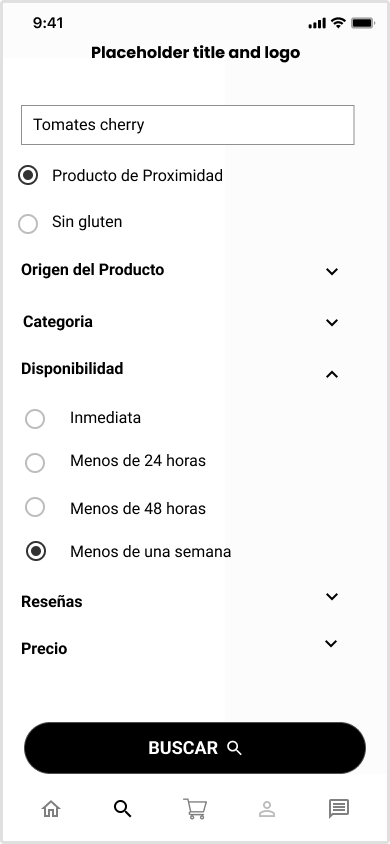 9:41
Placeholder title and logo
Tomates cherry
Producto de Proximidad
Sin gluten
Origen del Producto
Categoria
Disponibilidad
Inmediata
Menos de 24 horas
Menos de 48 horas
Menos de una semana
Reseñas
Precio
BUSCAR